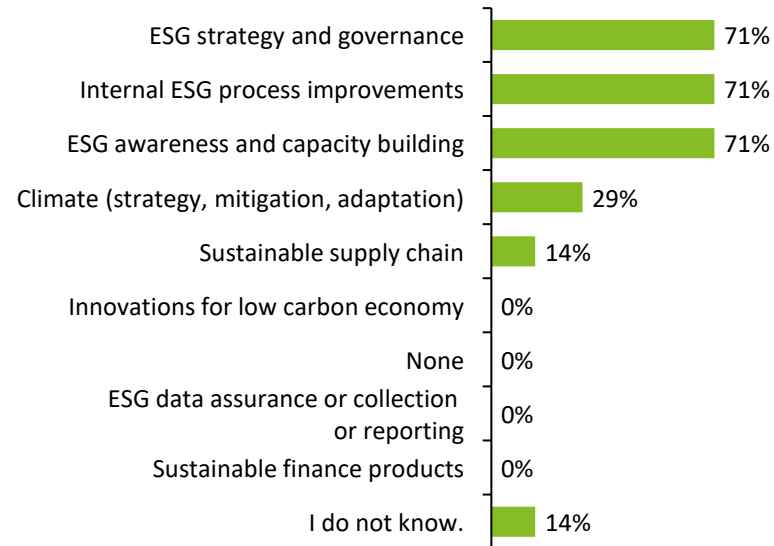 ESG strategy and governance 71%
Internal ESG process improvements 71%
ESG awareness and capacity building 71%
Climate (strategy, mitigation, adaptation) 29%
Sustainable supply chain 14%
Innovations for low carbon economy 0%
None 0%
ESG data assurance or collection
or reporting 0%
Sustainable finance products 0%
I do not know. 14%